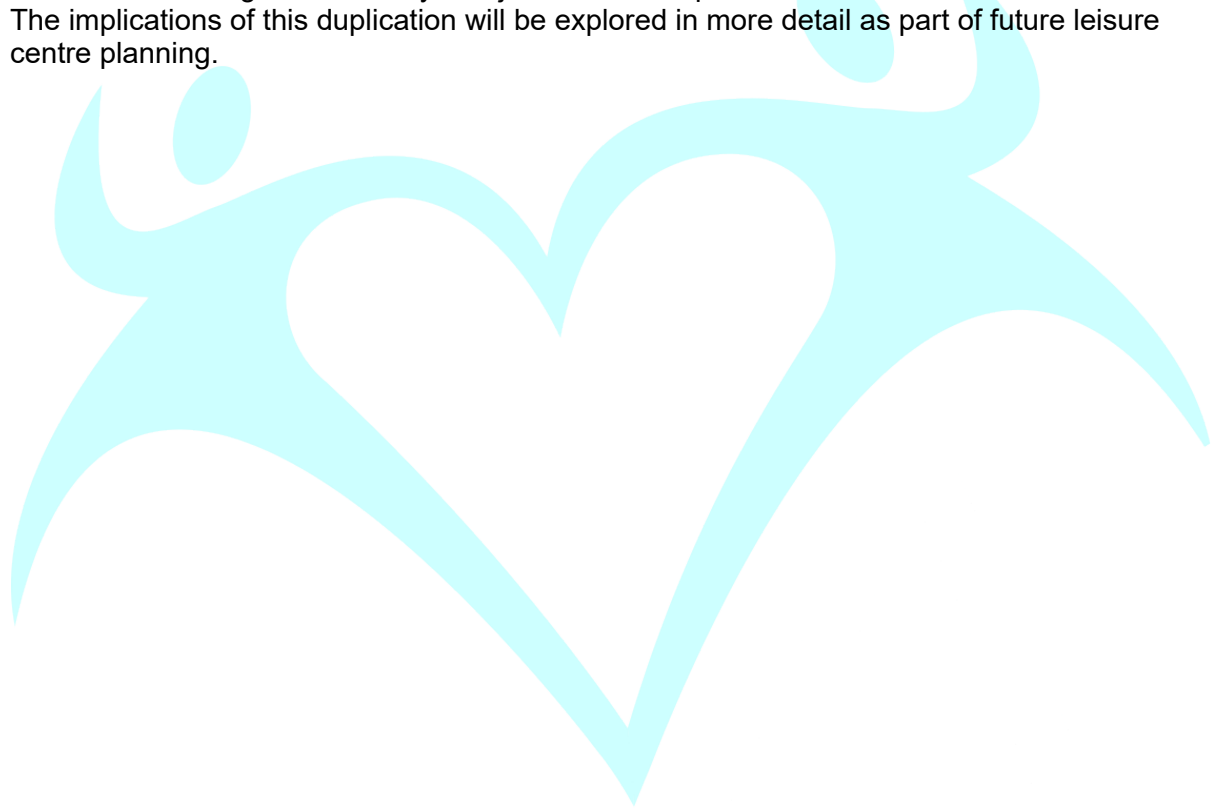 The implications of this duplication will be explored in more detail as part of future leisure
centre planning.